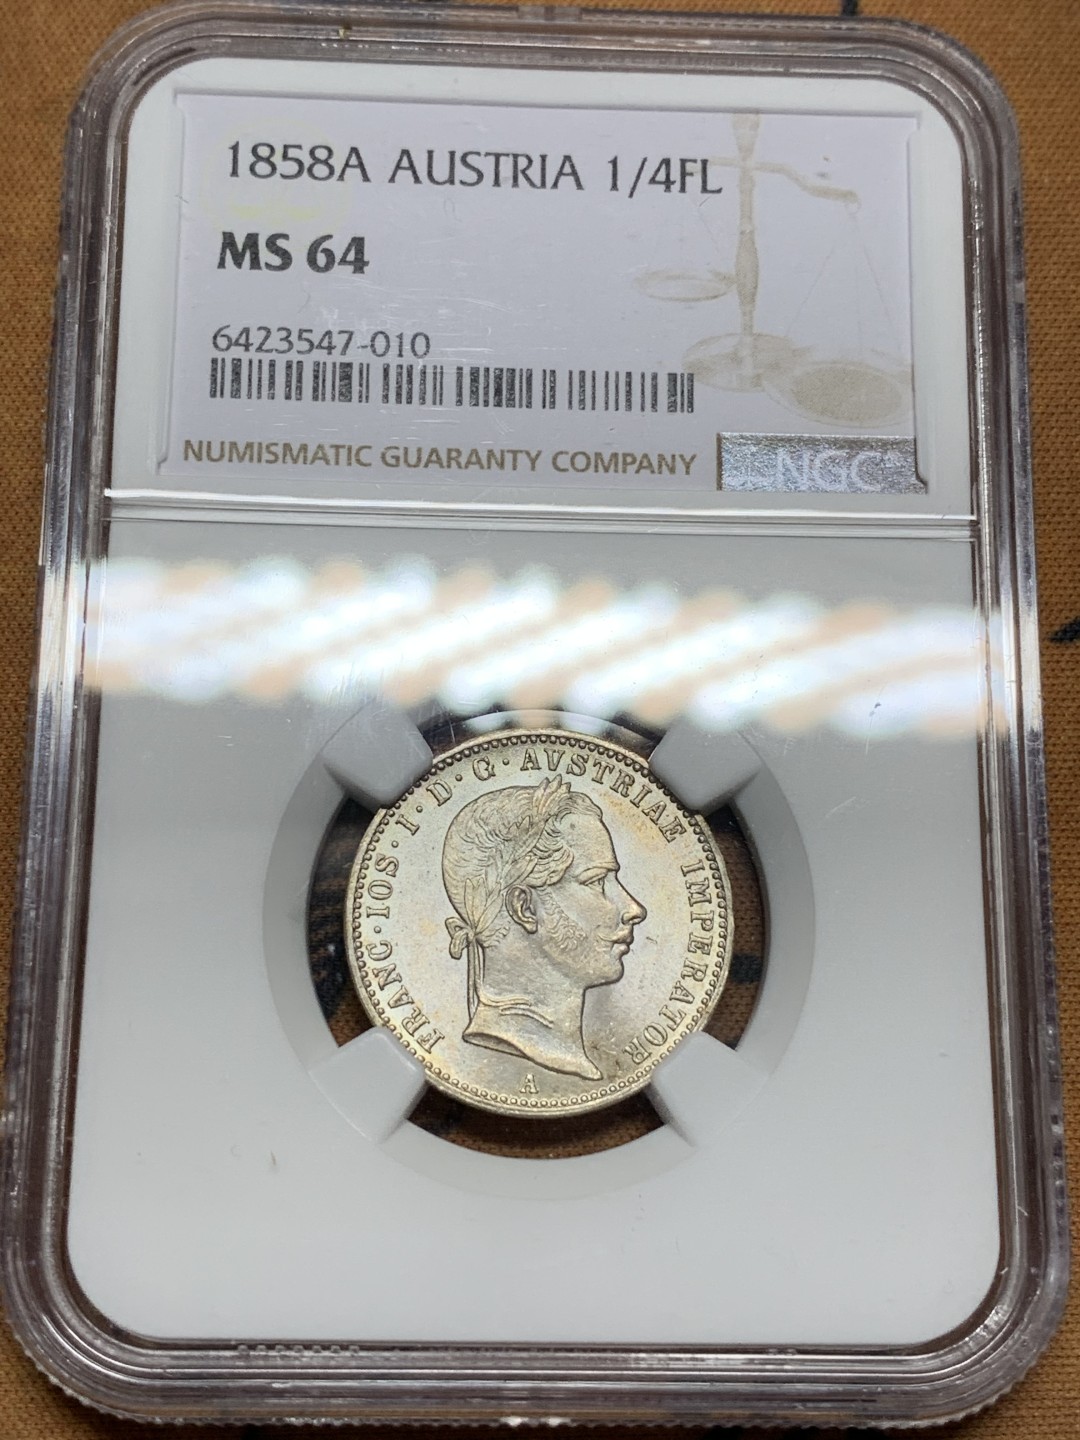 1858A AUSTRIA 1/4FL
MS 64
6423547-010
NUMISMATIC GUARANTY COMPANY
NGC
FRANC·IOS·I·D·G·AVSTRIAE IMPERATOR
A